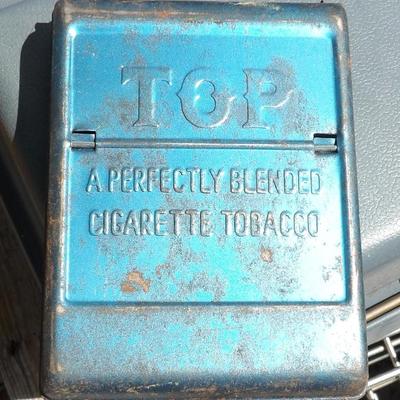 TOP
A PERFECTLY BLENDED
CIGARETTE TOBACCO